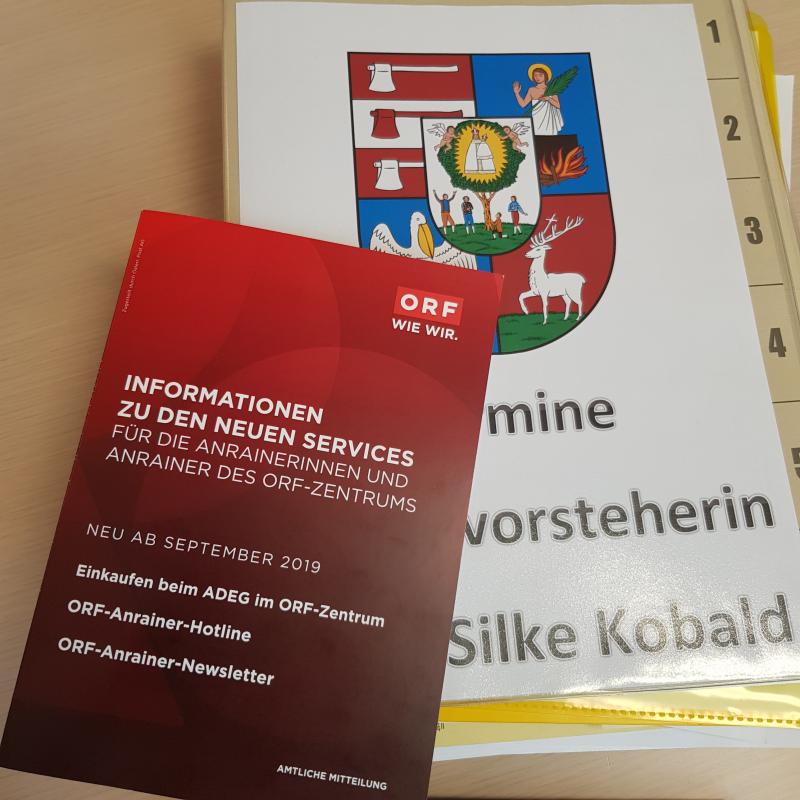 ORF
WIE WIR.
INFORMATIONEN
ZU DEN NEUEN SERVICES
FÜR DIE ANRAINERINNEN UND
ANRAINER DES ORF-ZENTRUMS
NEU AB SEPTEMBER 2019
Einkaufen beim ADEG im ORF-Zentrum
ORF-Anrainer-Hotline
ORF-Anrainer-Newsletter
AMTLICHE MITTEILUNG
mine
vorsteherin
Silke Kobald
1
2
3
4
5